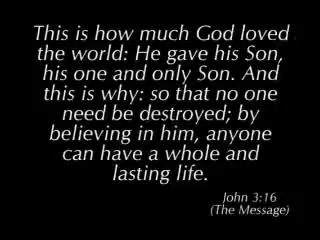 This is how much God loved
the world: He gave his Son,
his one and only Son. And
this is why: so that no one
need be destroyed; by
believing in him, anyone
can have a whole and
lasting life.
John 3:16
(The Message)